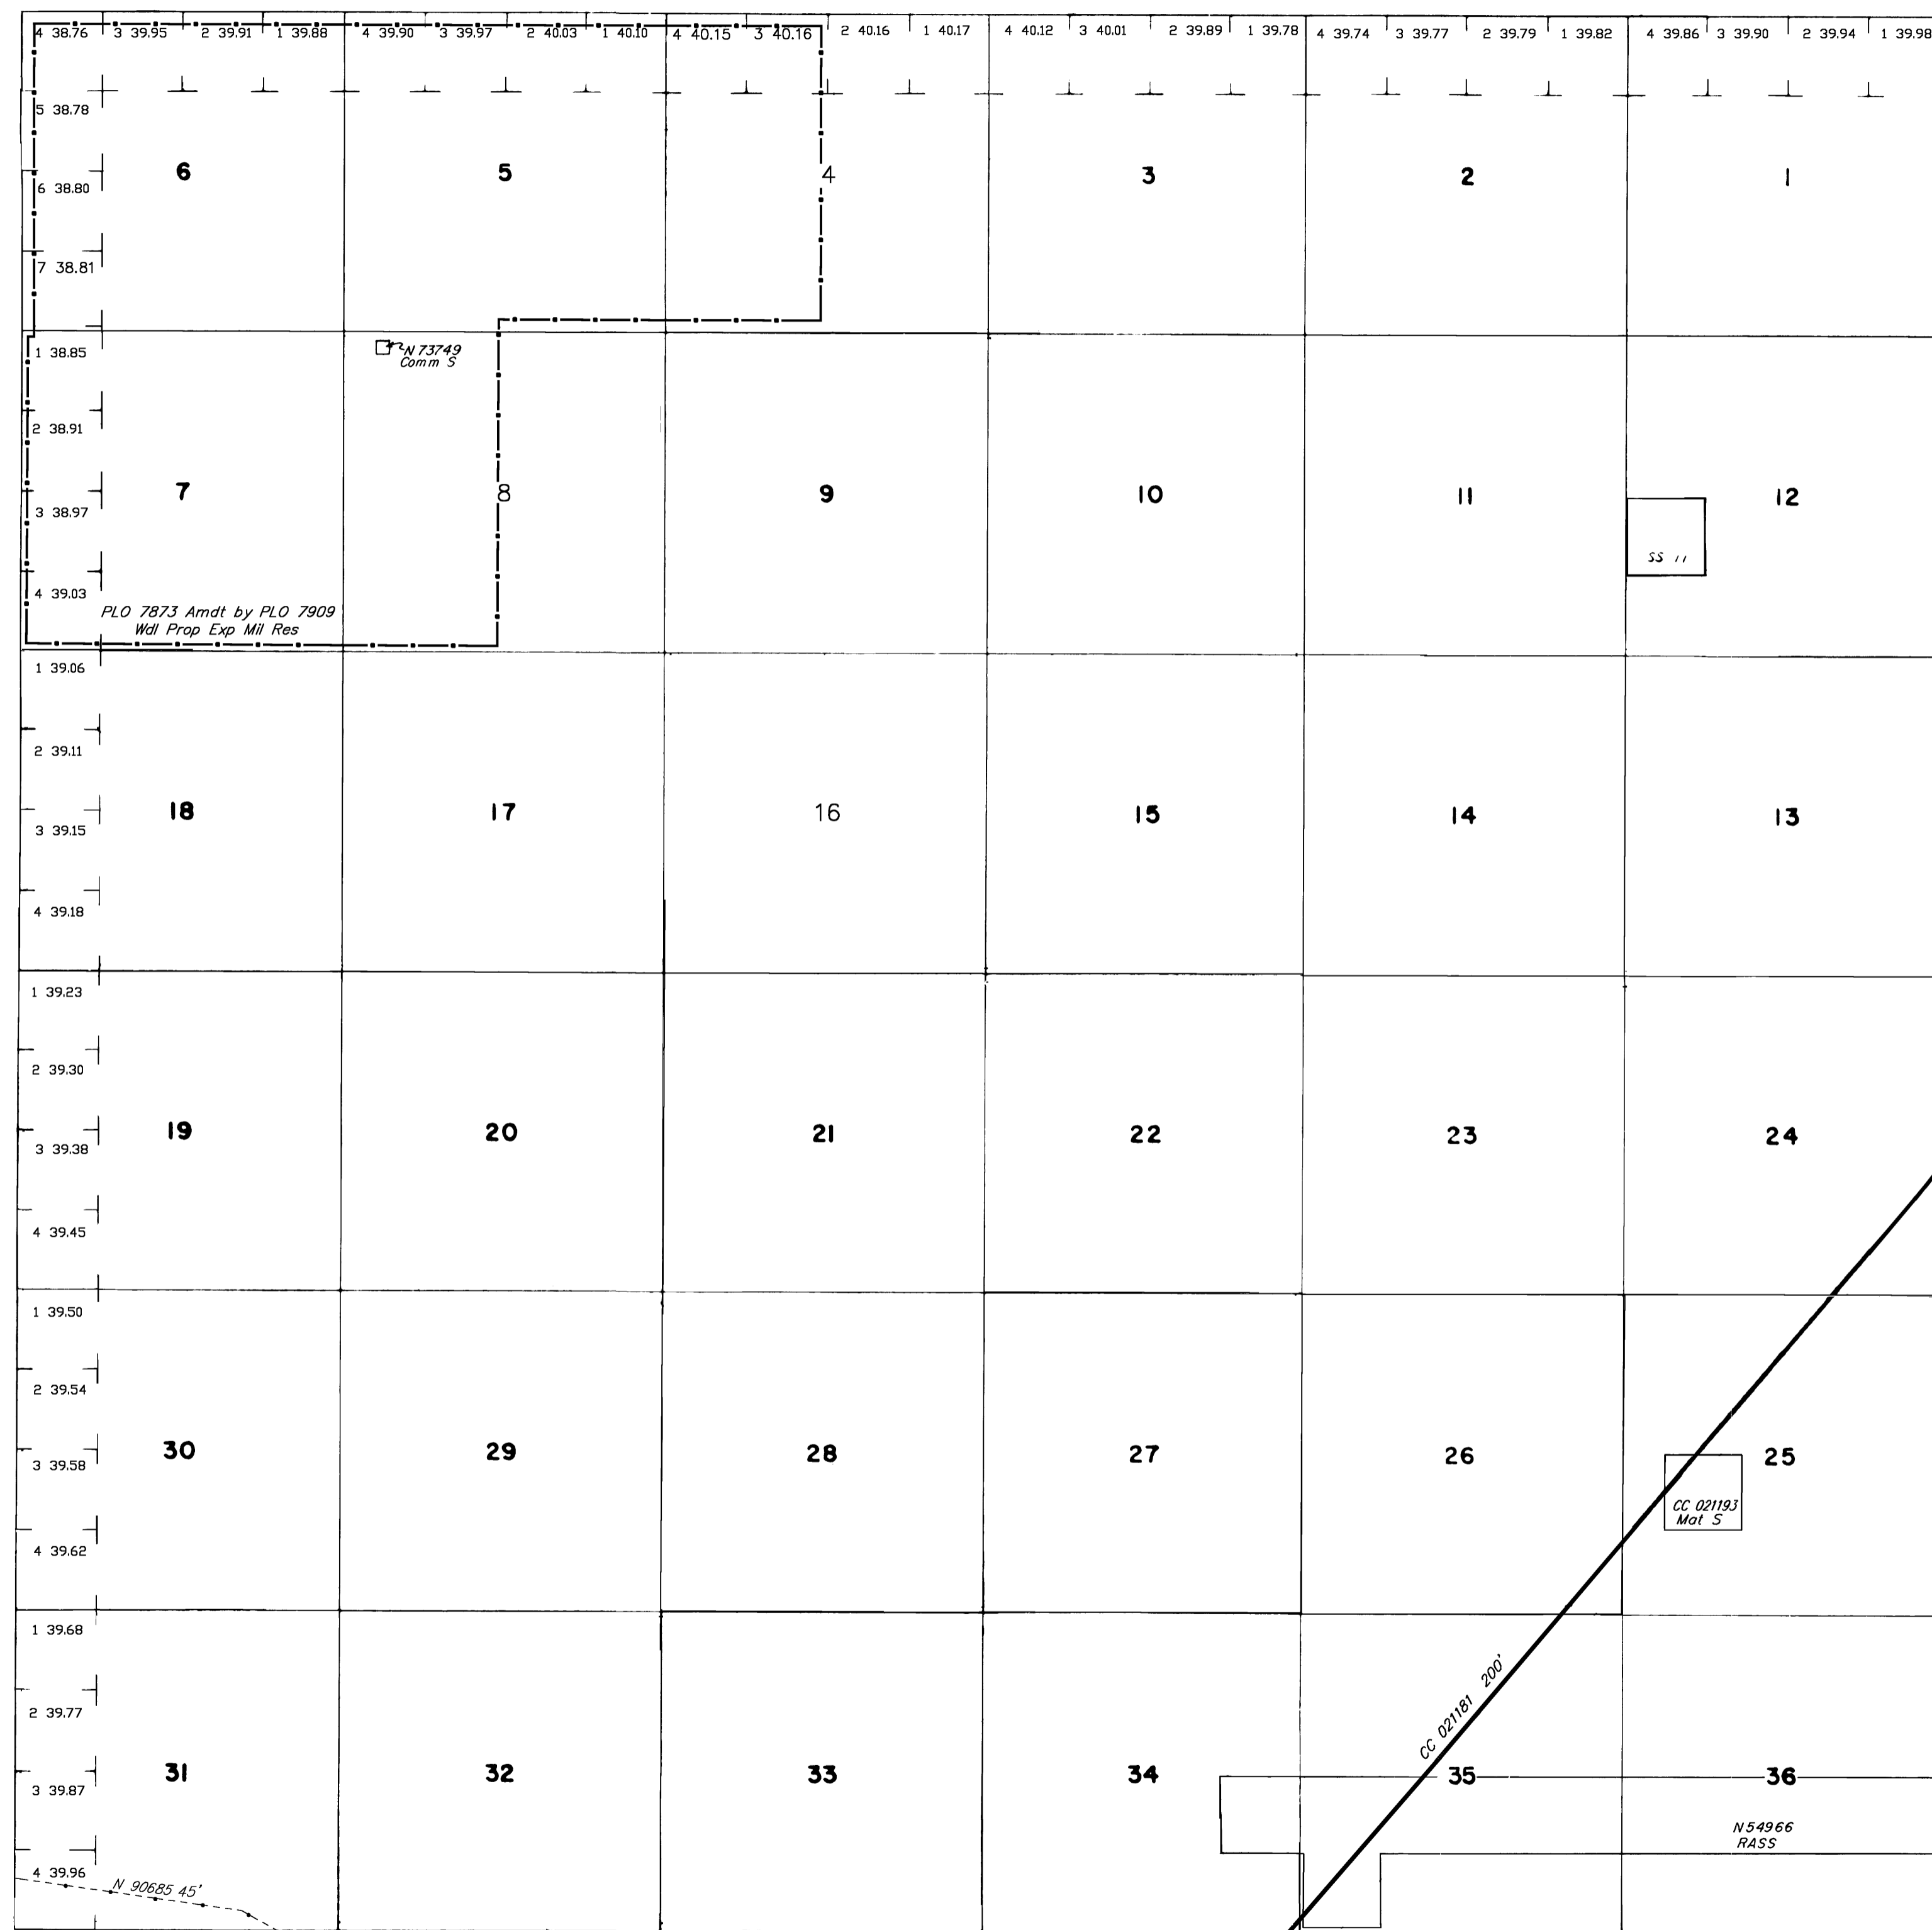 4 38.76 3 39.95 2 39.91 1 39.88 4 39.90 3 39.97 2 40.03 1 40.10 4 40.15 3 40.16 2 40.16 1 40.17 4 40.12 3 40.01 2 39.89 1 39.78 4 39.74 3 39.77 2 39.79 1 39.82 4 39.86 3 39.90 2 39.94 1 39.98
5 38.78
6 5 4 3 2 1
6 38.80
7 38.81
1 38.85
N 73749
Comm S
2 38.91
7 8 9 10 11 12
3 38.97
SS 11
4 39.03
PLO 7873 Amdt by PLO 7909
Wdl Prop Exp Mil Res
1 39.06
2 39.11
18 17 16 15 14 13
3 39.15
4 39.18
1 39.23
2 39.30
19 20 21 22 23 24
3 39.38
4 39.45
1 39.50
2 39.54
30 29 28 27 26 25
3 39.58
CC 021193
Mat S
4 39.62
1 39.68
CC 021181 200'
2 39.77
31 32 33 34 35 36
3 39.87
N 54966
RASS
4 39.96
N 90685 45'